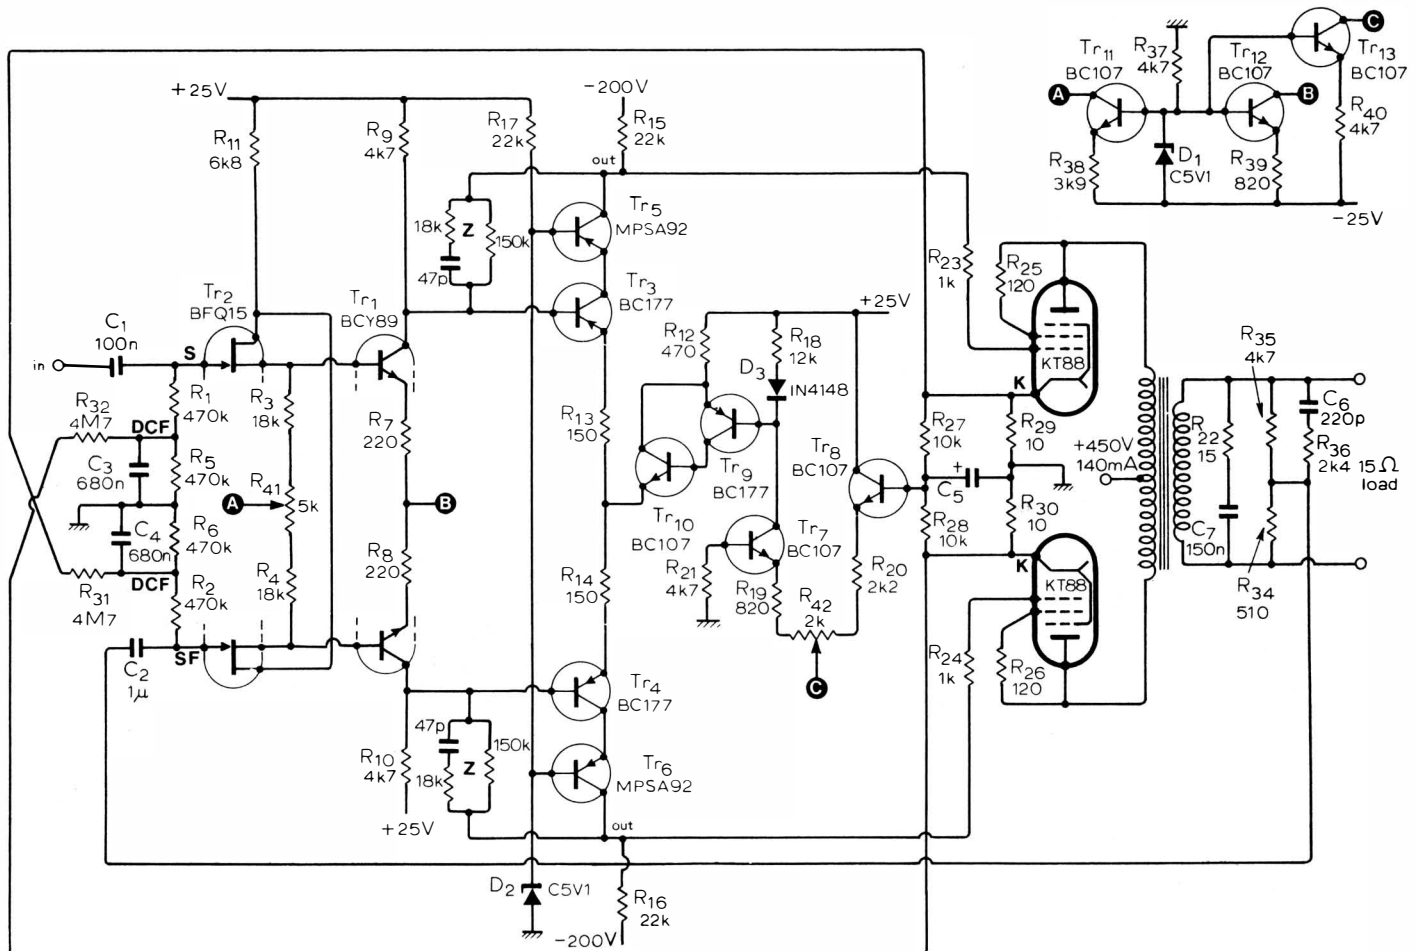 +25V
-200V
R11
6k8
R9
4k7
R17
22k
R15
22k
out
18k
Z
150k
47p
Tr5
MPSA92
Tr3
BC177
Tr2
BFQ15
Tr1
BCY89
C1
100n
in
S
R1
470k
R3
18k
R32
4M7
DCF
C3
680n
R5
470k
R41
5k
A
R7
220
B
C4
680n
R6
470k
R8
220
R31
4M7
DCF
R2
470k
R4
18k
C2
1µ
SF
R13
150
R14
150
R12
470
R18
12k
D3
IN4148
+25V
Tr9
BC177
Tr8
BC107
Tr10
BC107
Tr7
BC107
R21
4k7
R19
820
R42
2k
R20
2k2
C
Tr4
BC177
Tr6
MPSA92
R10
4k7
+25V
47p
18k
Z
150k
out
D2
C5V1
R16
22k
-200V
Tr11
BC107
R37
4k7
Tr12
BC107
C
Tr13
BC107
A
B
R38
3k9
D1
C5V1
R39
820
R40
4k7
-25V
R23
1k
R25
120
KT88
K
R27
10k
R29
10
+
C5
R28
10k
R30
10
K
KT88
R24
1k
R26
120
+450V
140mA
R35
4k7
R22
15
C6
220p
R36
2k4
15Ω
load
C7
150n
R34
510